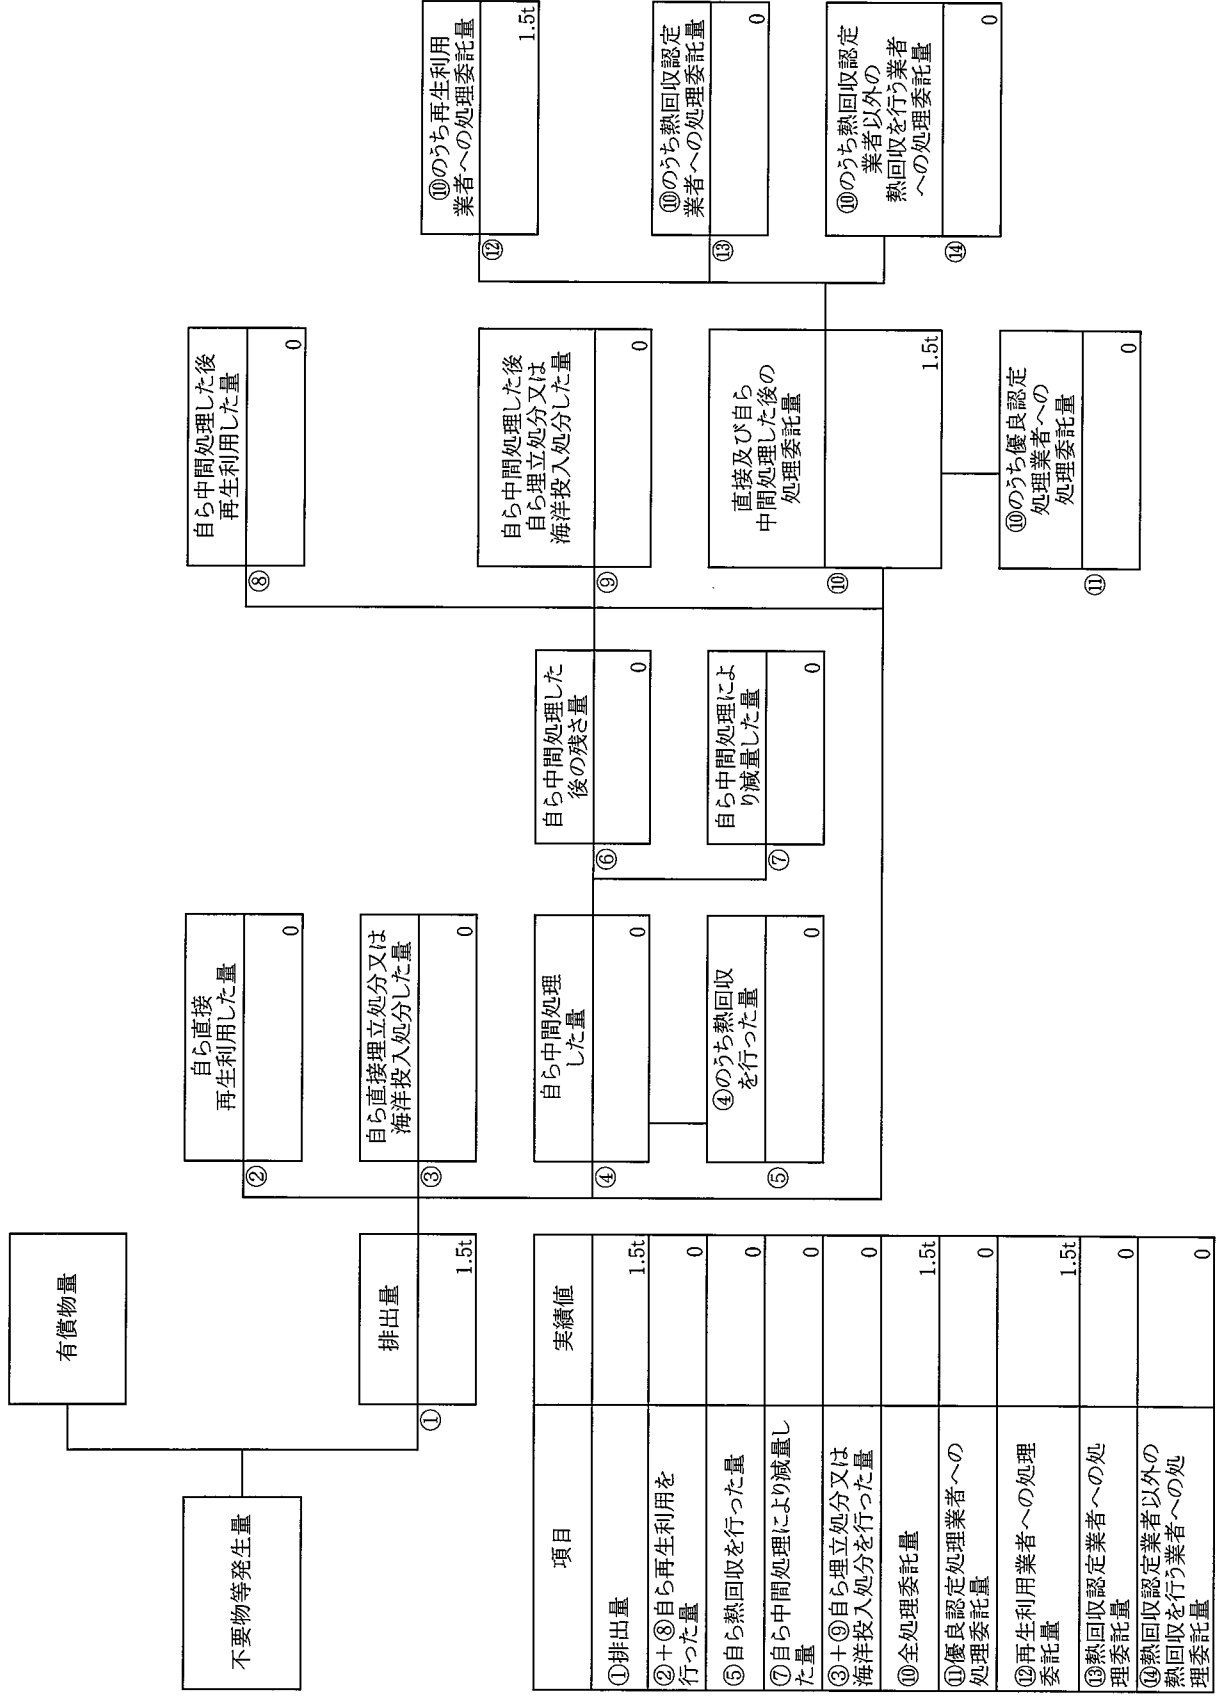 不要物等発生量
有償物量
排出量
①
1.5t
自ら直接
再生利用した量
②
0
自ら直接埋立処分又は
海洋投入処分した量
③
0
自ら中間処理
した量
④
0
④のうち熱回収
を行った量
⑤
0
自ら中間処理した
後の残さ量
⑥
0
自ら中間処理によ
り減量した量
⑦
0
自ら中間処理した後
再生利用した量
⑧
0
自ら中間処理した後
自ら埋立処分又は
海洋投入処分した量
⑨
0
直接及び自ら
中間処理した後の
処理委託量
⑩
1.5t
⑩のうち優良認定
処理業者への
処理委託量
⑪
0
⑩のうち再生利用
業者への処理委託量
⑫
1.5t
⑩のうち熱回収認定
業者への処理委託量
⑬
0
⑩のうち熱回収認定
業者以外の
熱回収を行う業者
への処理委託量
⑭
0
項目 実績値
①排出量 1.5t
②＋⑧自ら再生利用を
行った量 0
⑤自ら熱回収を行った量 0
⑦自ら中間処理により減量し
た量 0
③＋⑨自ら埋立処分又は
海洋投入処分を行った量 0
⑩全処理委託量 1.5t
⑪優良認定処理業者への
処理委託量 0
⑫再生利用業者への処理
委託量 1.5t
⑬熱回収認定業者への処
理委託量 0
⑭熱回収認定業者以外の
熱回収を行う業者への処
理委託量 0